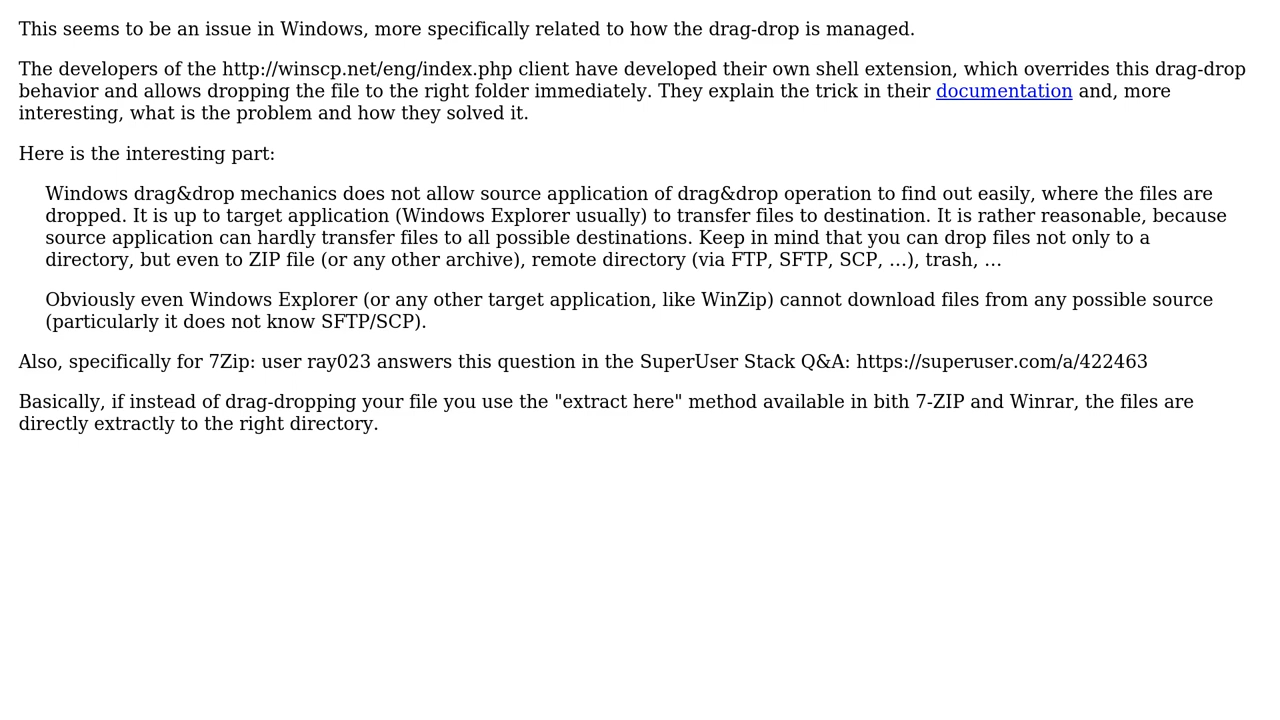 This seems to be an issue in Windows, more specifically related to how the drag-drop is managed.
The developers of the http://winscp.net/eng/index.php client have developed their own shell extension, which overrides this drag-drop
behavior and allows dropping the file to the right folder immediately. They explain the trick in their documentation and, more
interesting, what is the problem and how they solved it.
Here is the interesting part:
Windows drag&drop mechanics does not allow source application of drag&drop operation to find out easily, where the files are
dropped. It is up to target application (Windows Explorer usually) to transfer files to destination. It is rather reasonable, because
source application can hardly transfer files to all possible destinations. Keep in mind that you can drop files not only to a
directory, but even to ZIP file (or any other archive), remote directory (via FTP, SFTP, SCP, …), trash, …
Obviously even Windows Explorer (or any other target application, like WinZip) cannot download files from any possible source
(particularly it does not know SFTP/SCP).
Also, specifically for 7Zip: user ray023 answers this question in the SuperUser Stack Q&A: https://superuser.com/a/422463
Basically, if instead of drag-dropping your file you use the "extract here" method available in bith 7-ZIP and Winrar, the files are
directly extractly to the right directory.